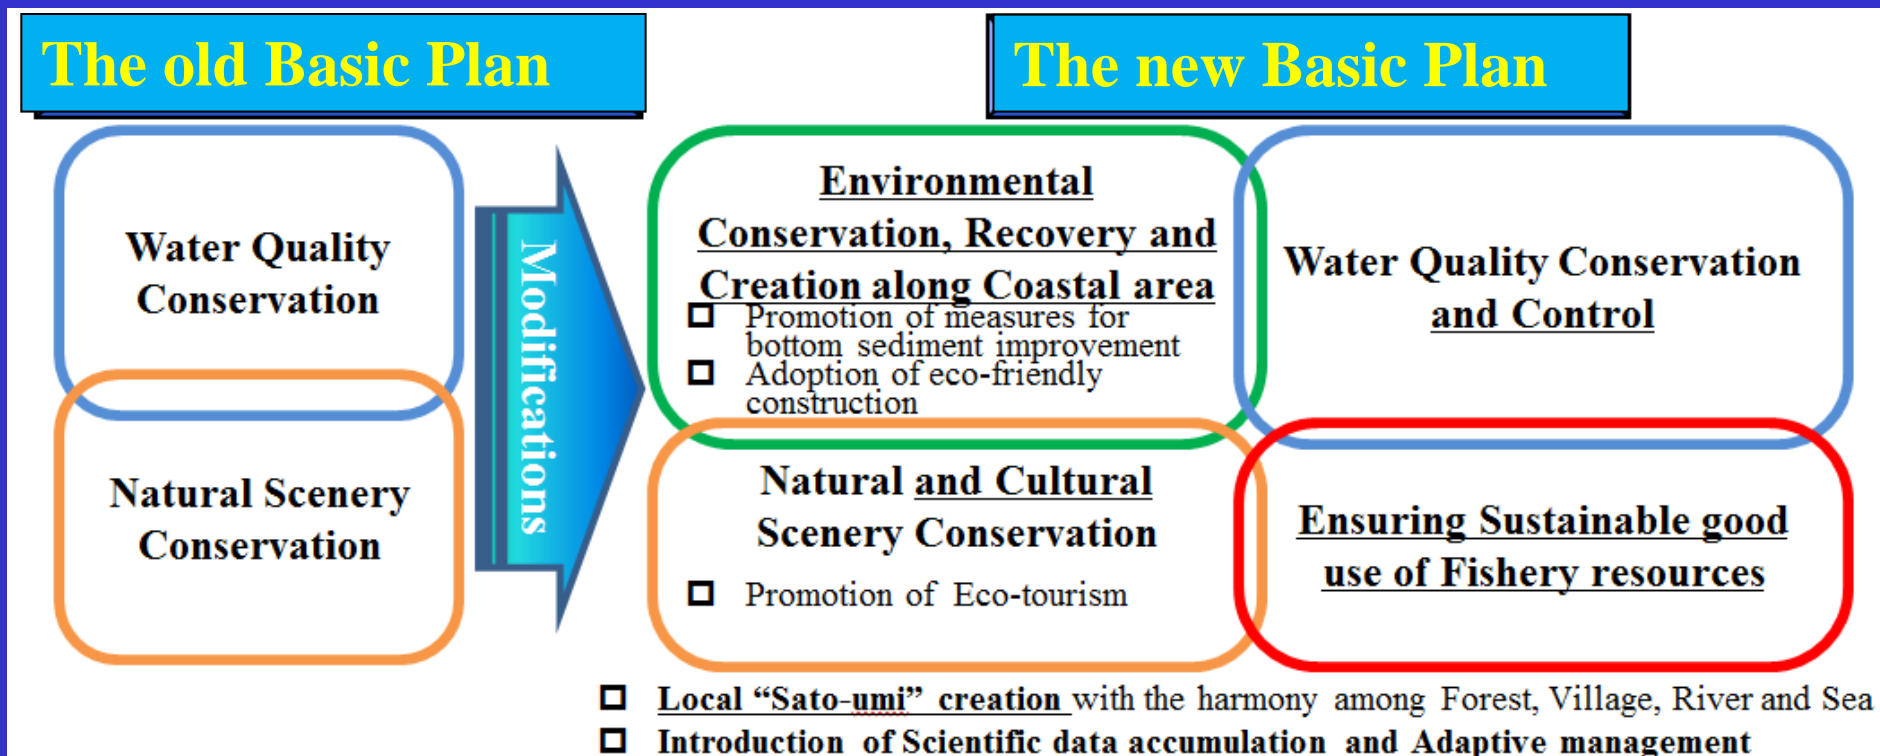 The old Basic Plan
The new Basic Plan
Water Quality
Conservation
Natural Scenery
Conservation
Modifications
Environmental
Conservation, Recovery and
Creation along Coastal area
Promotion of measures for
bottom sediment improvement
Adoption of eco-friendly
construction
Water Quality Conservation
and Control
Natural and Cultural
Scenery Conservation
Promotion of Eco-tourism
Ensuring Sustainable good
use of Fishery resources
Local “Sato-umi” creation with the harmony among Forest, Village, River and Sea
Introduction of Scientific data accumulation and Adaptive management